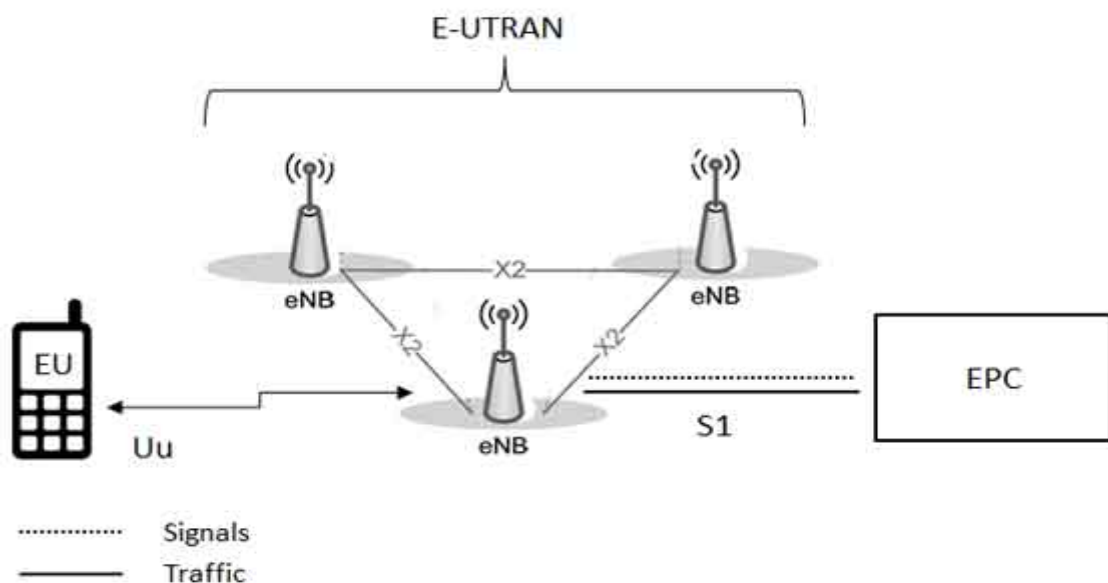 E-UTRAN
eNB
X2
eNB
X2
X2
EU
Uu
eNB
S1
EPC
Signals
Traffic